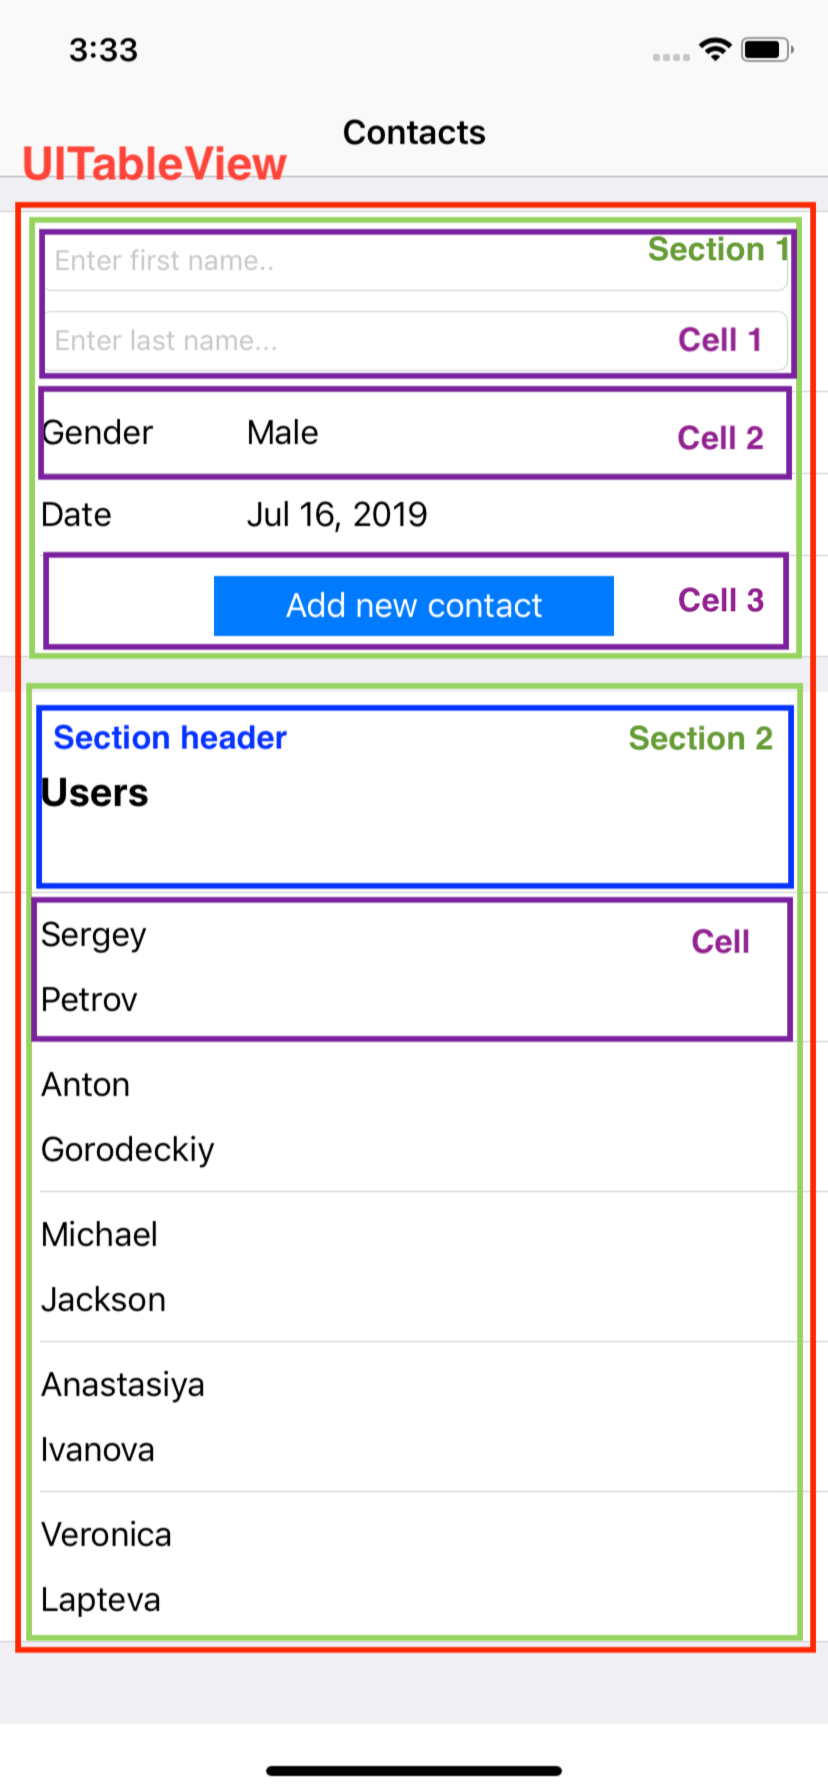 3:33
Contacts
UITableView
Section 1
Enter first name..
Enter last name...
Cell 1
Gender Male Cell 2
Date Jul 16, 2019
Add new contact Cell 3
Section header Section 2
Users
Sergey Cell
Petrov
Anton
Gorodeckiy
Michael
Jackson
Anastasiya
Ivanova
Veronica
Lapteva